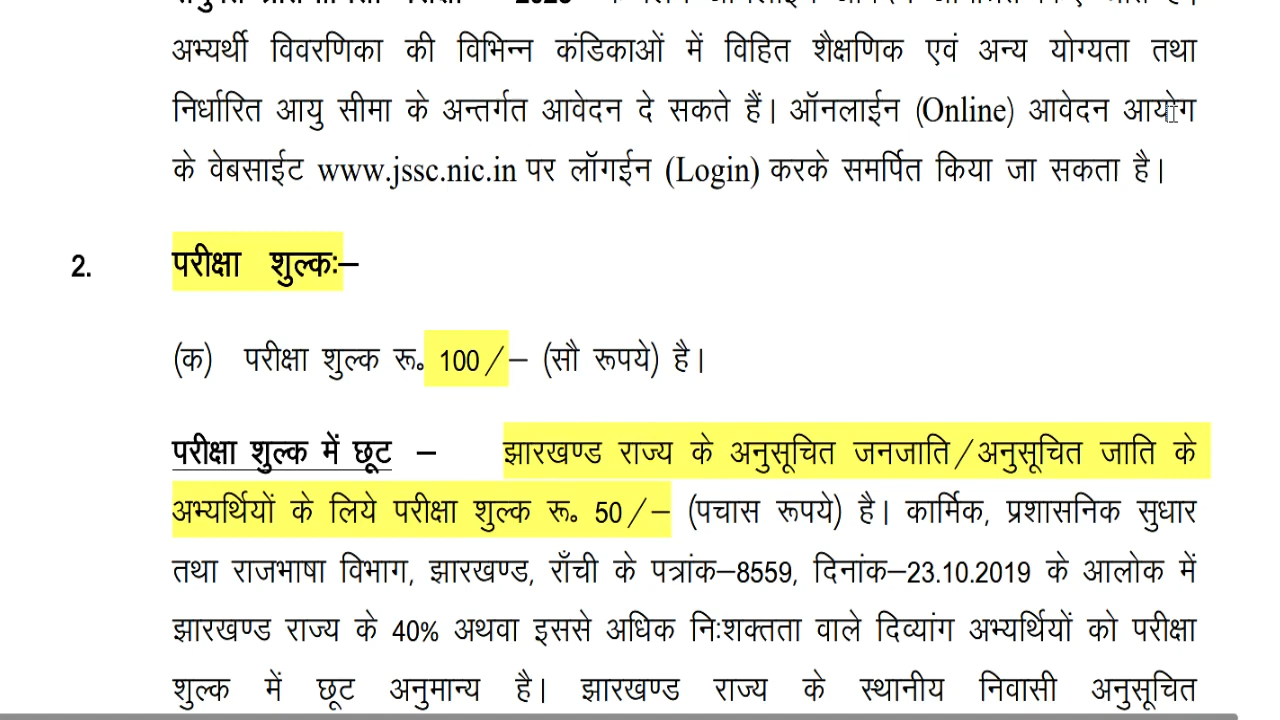 अभ्यर्थी विवरणिका की विभिन्न कंडिकाओं में विहित शैक्षणिक एवं अन्य योग्यता तथा
निर्धारित आयु सीमा के अन्तर्गत आवेदन दे सकते हैं। ऑनलाईन (Online) आवेदन आयोग
के वेबसाईट www.jssc.nic.in पर लॉगईन (Login) करके समर्पित किया जा सकता है।
2. परीक्षा शुल्कः–
(क) परीक्षा शुल्क रू० 100/– (सौ रूपये) है।
परीक्षा शुल्क में छूट – झारखण्ड राज्य के अनुसूचित जनजाति/अनुसूचित जाति के
अभ्यर्थियों के लिये परीक्षा शुल्क रू० 50/– (पचास रूपये) है। कार्मिक, प्रशासनिक सुधार
तथा राजभाषा विभाग, झारखण्ड, राँची के पत्रांक–8559, दिनांक–23.10.2019 के आलोक में
झारखण्ड राज्य के 40% अथवा इससे अधिक निःशक्तता वाले दिव्यांग अभ्यर्थियों को परीक्षा
शुल्क में छूट अनुमान्य है। झारखण्ड राज्य के स्थानीय निवासी अनुसूचित